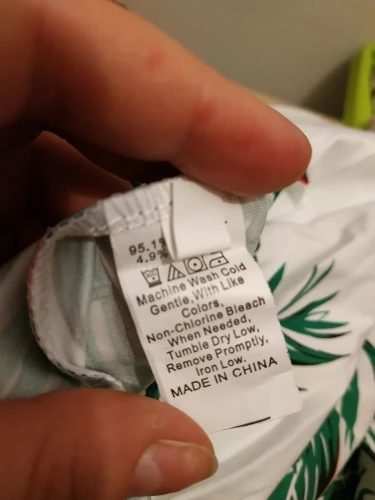 95.1%
4.9%
Machine Wash Cold
Gentle, With Like
Colors,
Non-Chlorine Bleach
When Needed,
Tumble Dry Low,
Remove Promptly,
Iron Low.
MADE IN CHINA